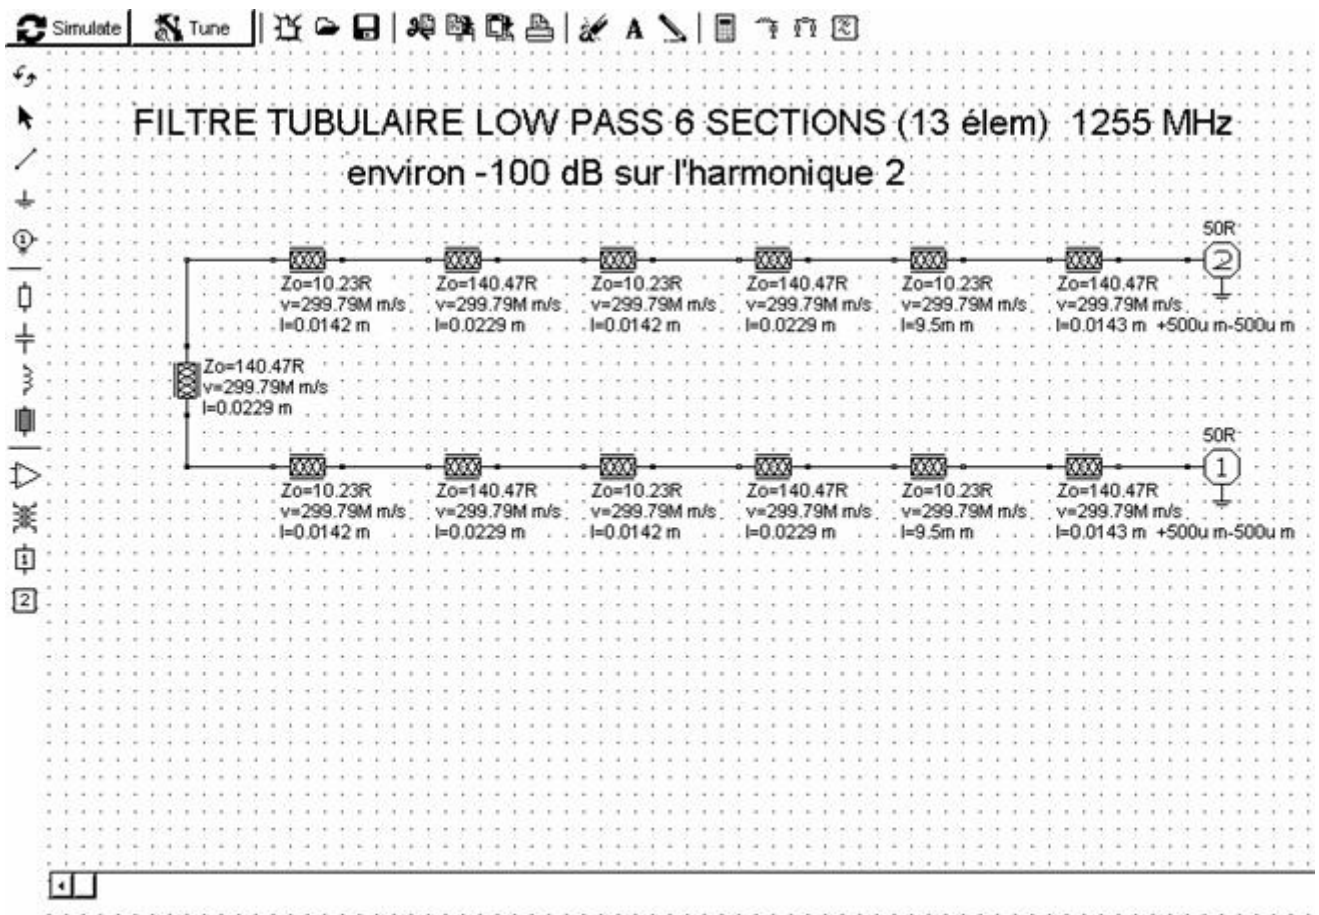 Simulate Tune A
FILTRE TUBULAIRE LOW PASS 6 SECTIONS (13 élem) 1255 MHz
environ -100 dB sur l'harmonique 2
50R
2
Zo=10.23R Zo=140.47R Zo=10.23R Zo=140.47R Zo=10.23R Zo=140.47R
v=299.79M m/s v=299.79M m/s v=299.79M m/s v=299.79M m/s v=299.79M m/s v=299.79M m/s
l=0.0142 m l=0.0229 m l=0.0142 m l=0.0229 m l=9.5m m l=0.0143 m +500u m-500u m
Zo=140.47R
v=299.79M m/s
l=0.0229 m
50R
1
Zo=10.23R Zo=140.47R Zo=10.23R Zo=140.47R Zo=10.23R Zo=140.47R
v=299.79M m/s v=299.79M m/s v=299.79M m/s v=299.79M m/s v=299.79M m/s v=299.79M m/s
l=0.0142 m l=0.0229 m l=0.0142 m l=0.0229 m l=9.5m m l=0.0143 m +500u m-500u m
1
1
2